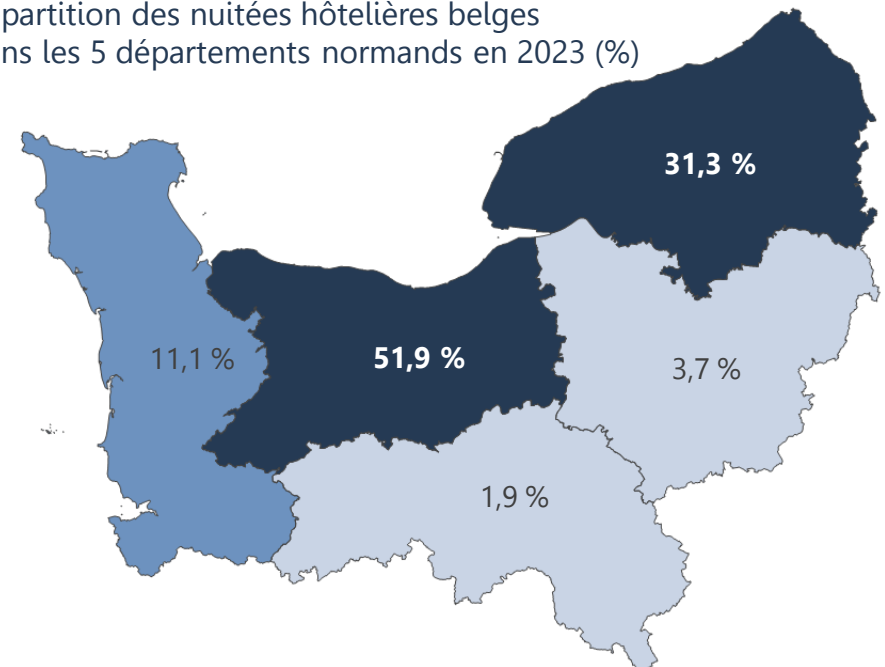 partition des nuitées hôtelières belges
ns les 5 départements normands en 2023 (%)
31,3 %
11,1 %
51,9 %
3,7 %
1,9 %